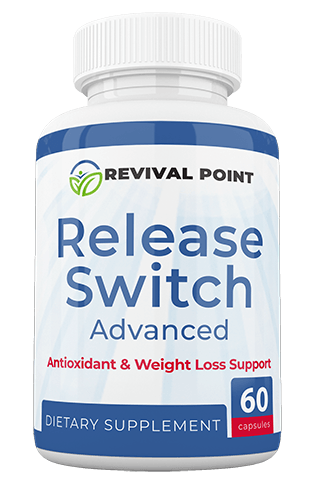 REVIVAL POINT
Release
Switch
Advanced
Antioxidant & Weight Loss Support
DIETARY SUPPLEMENT
60
capsules